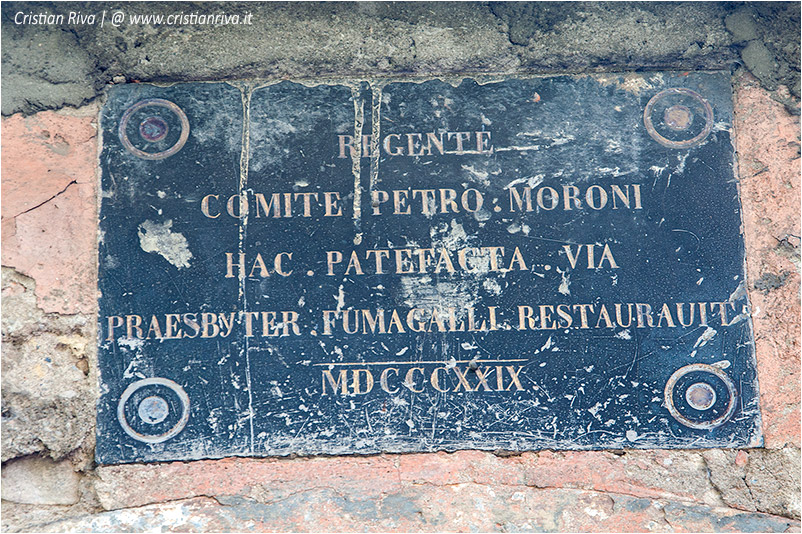 Cristian Riva | @ www.cristianriva.it
REGENTE
COMITE PETRO . MORONI
HAC . PATEFACTA . VIA
PRAESBYTER . FUMAGALLI . RESTAURAUIT
MDCCCXXIX